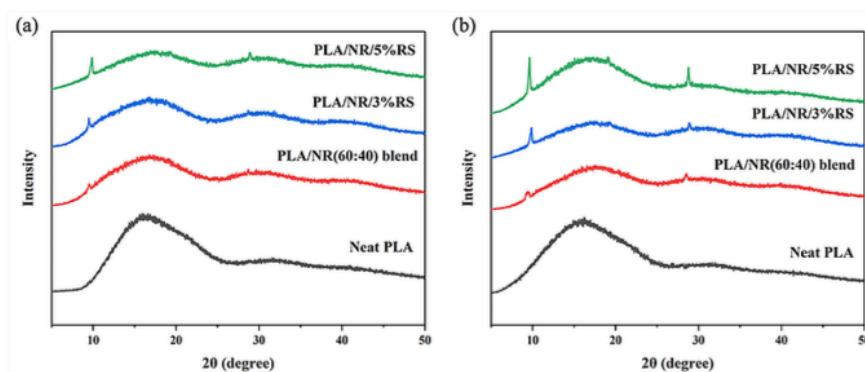 (a)
PLA/NR/5%RS
PLA/NR/3%RS
PLA/NR(60:40) blend
Neat PLA
Intensity
10 20 30 40 50
2θ (degree)
(b)
PLA/NR/5%RS
PLA/NR/3%RS
PLA/NR(60:40) blend
Neat PLA
Intensity
10 20 30 40 50
2θ (degree)